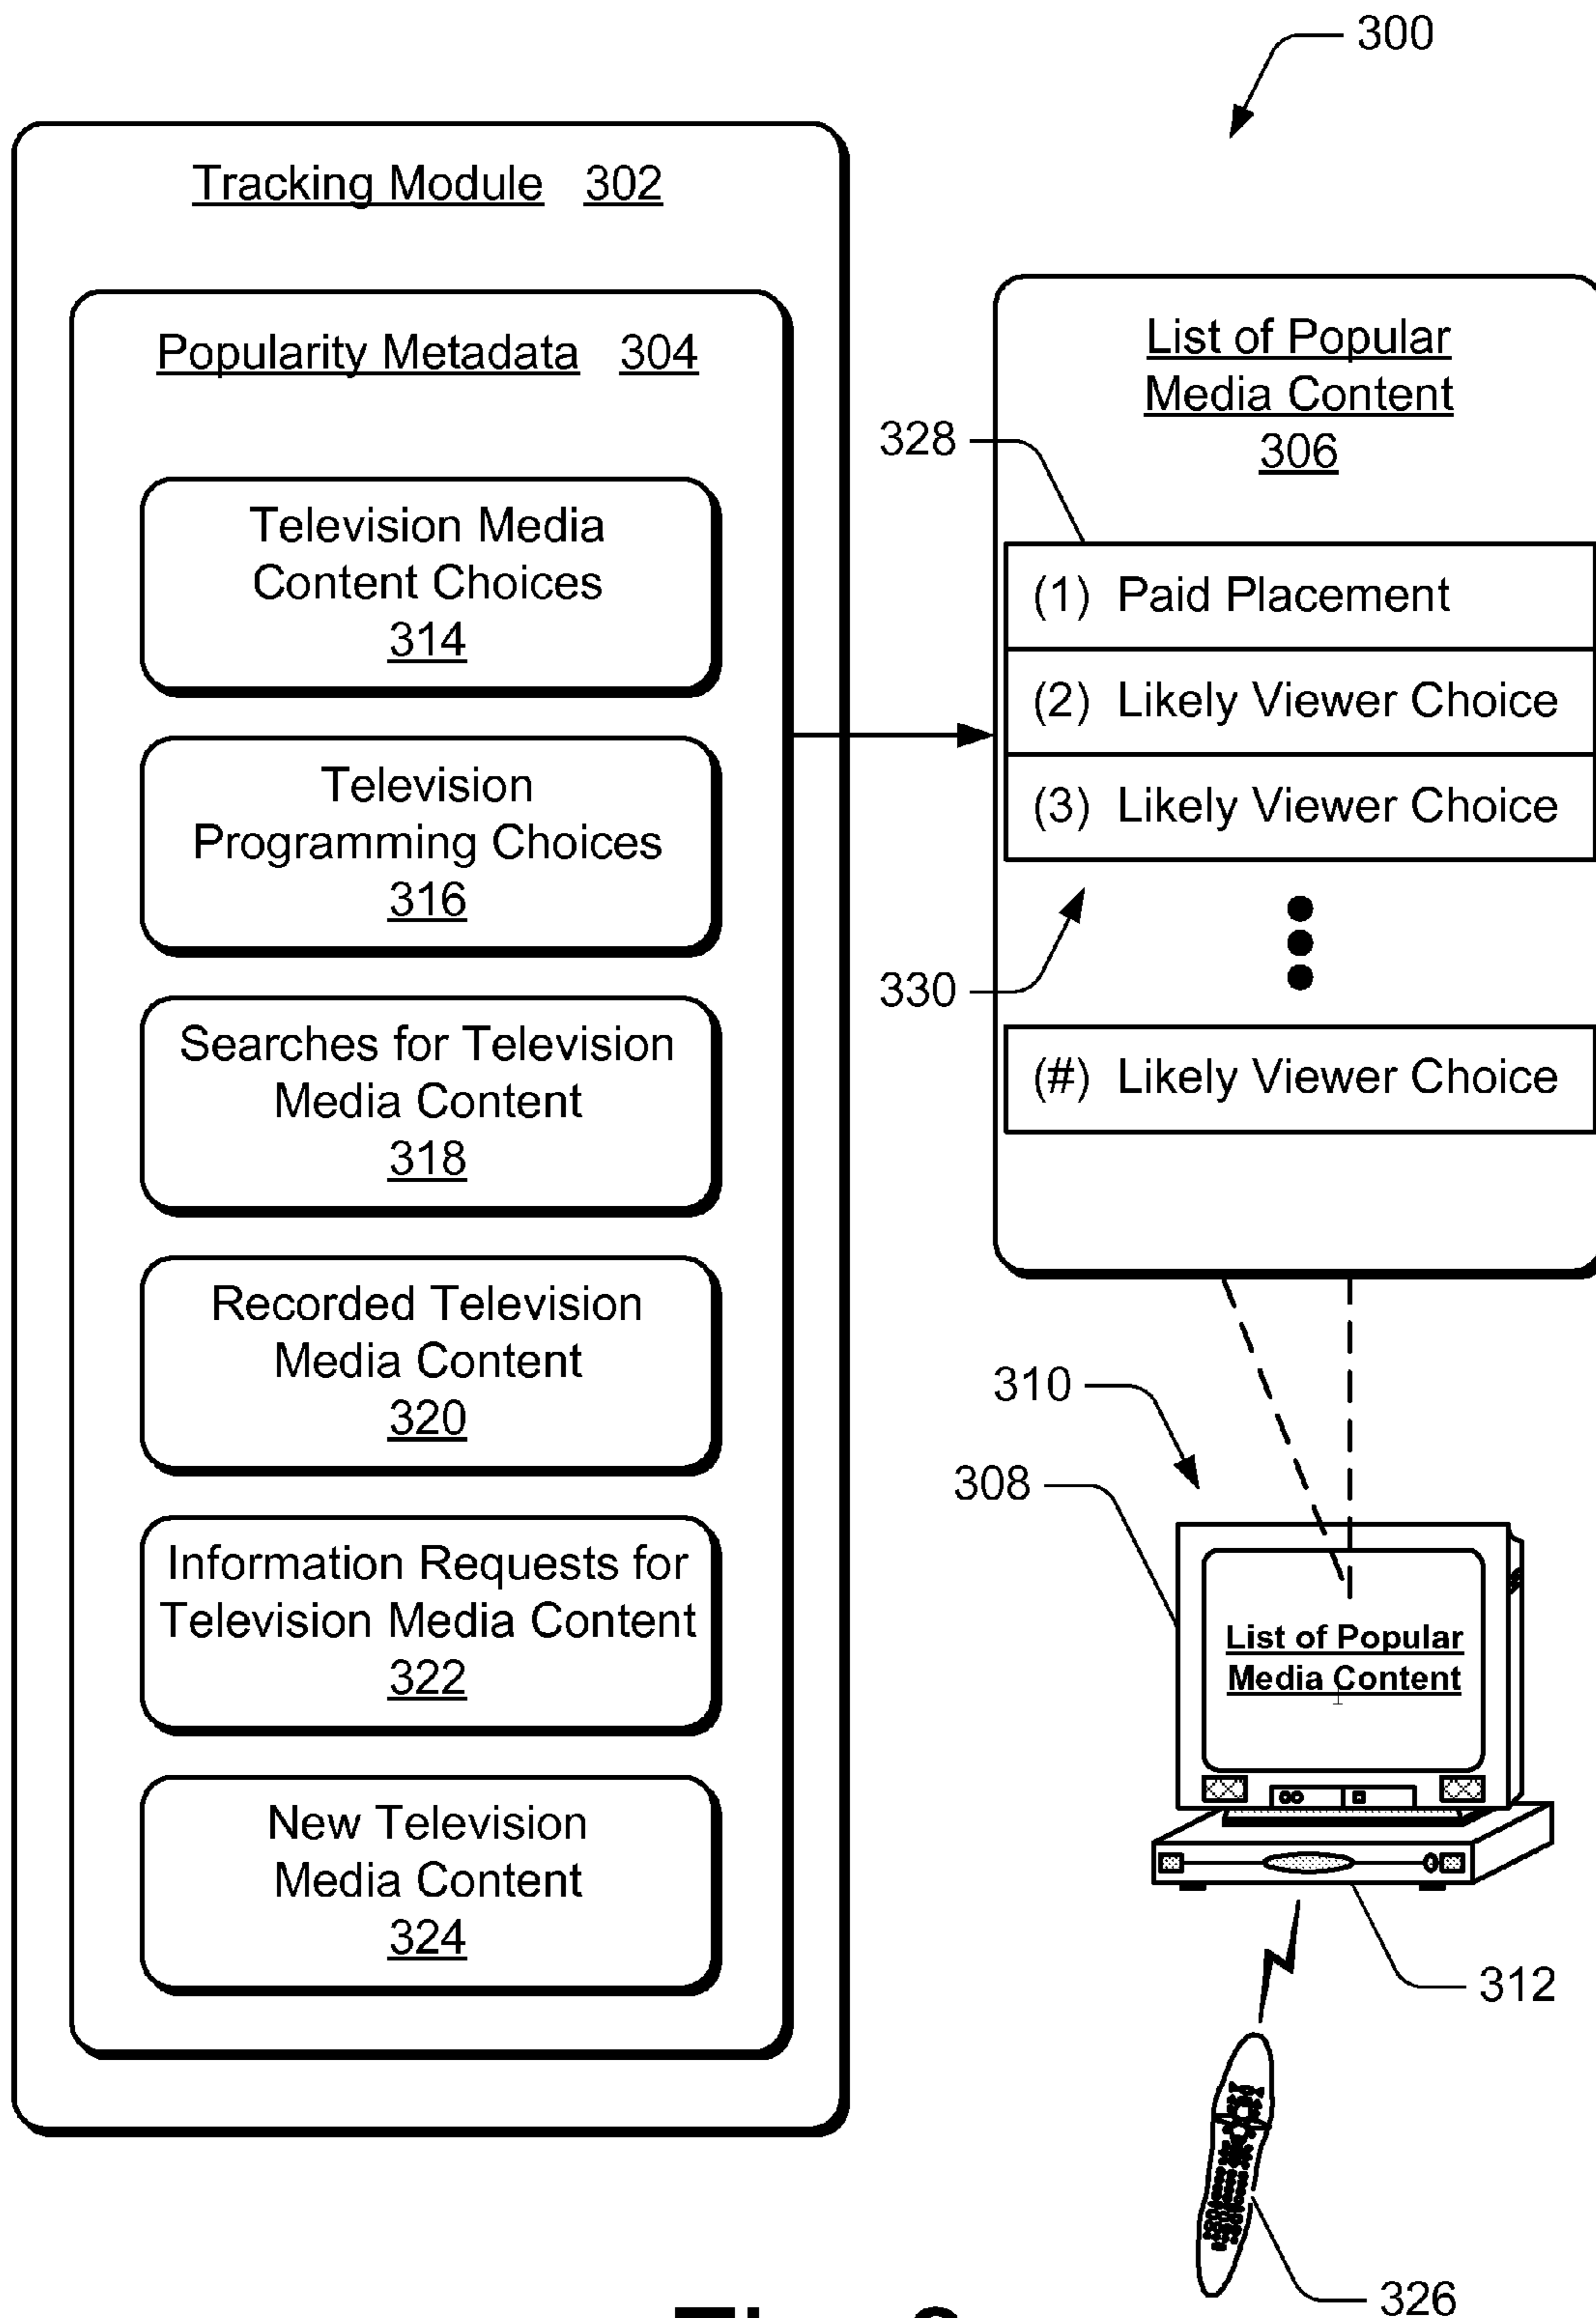 300
Tracking Module 302
Popularity Metadata 304
Television Media
Content Choices
314
Television
Programming Choices
316
Searches for Television
Media Content
318
Recorded Television
Media Content
320
Information Requests for
Television Media Content
322
New Television
Media Content
324
List of Popular
Media Content
306
328
(1) Paid Placement
(2) Likely Viewer Choice
(3) Likely Viewer Choice
330
(#) Likely Viewer Choice
310
308
List of Popular
Media Content
312
326